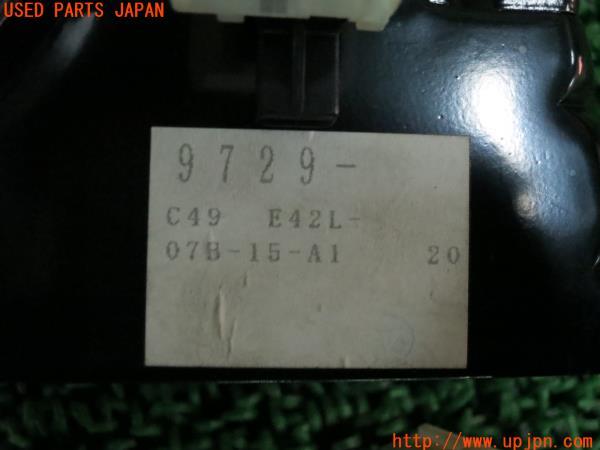 USED PARTS JAPAN
9729-
C49 E42L-
07B-15-A1 20
http://www.upjpn.com/